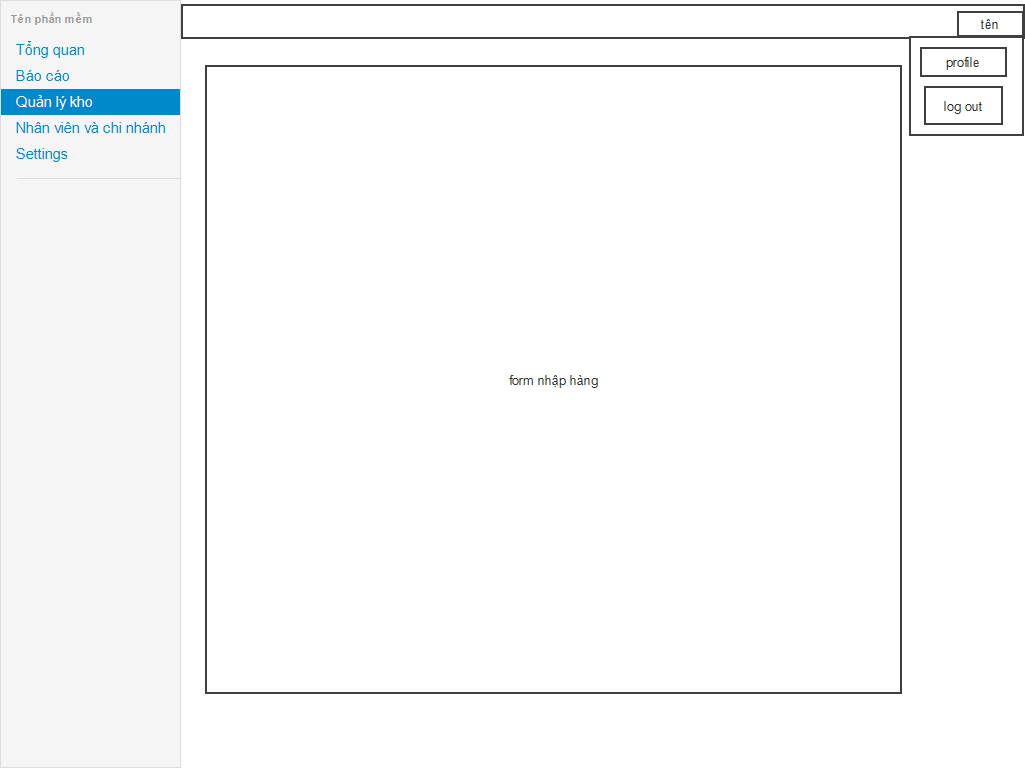 Tên phần mềm
Tổng quan
Báo cáo
Quản lý kho
Nhân viên và chi nhánh
Settings
tên
profile
log out
form nhập hàng